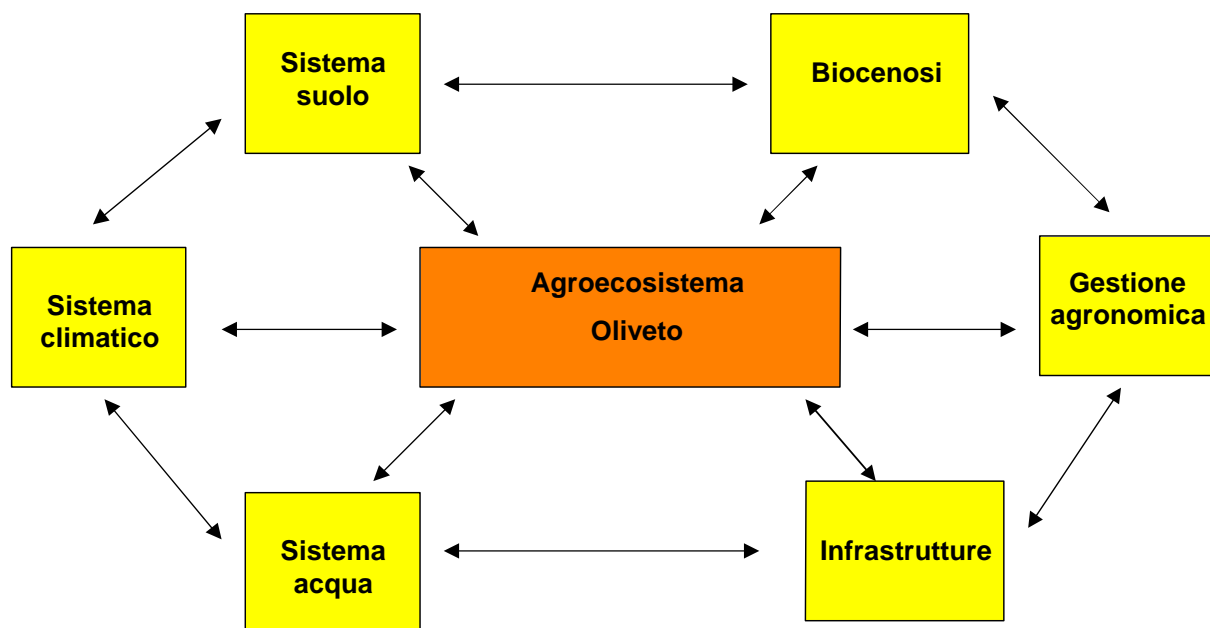 Sistema
suolo
Biocenosi
Sistema
climatico
Agroecosistema
Oliveto
Gestione
agronomica
Sistema
acqua
Infrastrutture